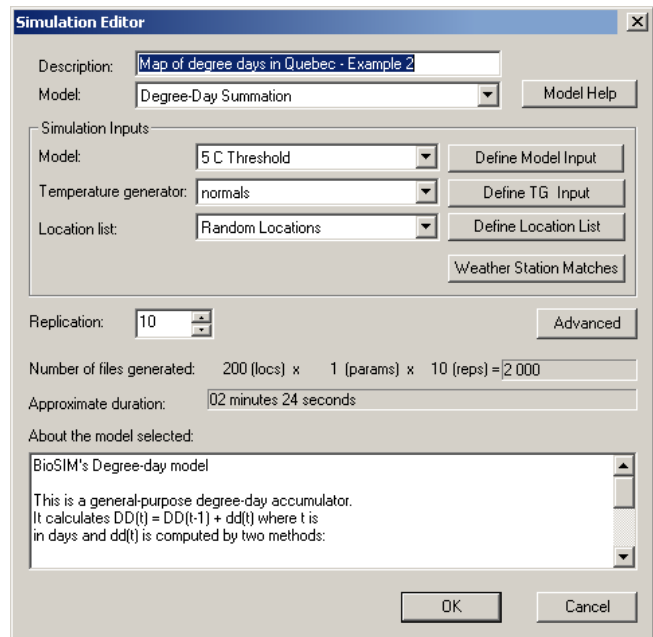 Simulation Editor
Description: Map of degree days in Quebec - Example 2
Model: Degree-Day Summation Model Help
Simulation Inputs
Model: 5 C Threshold Define Model Input
Temperature generator: normals Define TG Input
Location list: Random Locations Define Location List
Weather Station Matches
Replication: 10 Advanced
Number of files generated: 200 (locs) x 1 (params) x 10 (reps) = 2 000
Approximate duration: 02 minutes 24 seconds
About the model selected:
BioSIM's Degree-day model
This is a general-purpose degree-day accumulator.
It calculates DD(t) = DD(t-1) + dd(t) where t is
in days and dd(t) is computed by two methods:
OK Cancel